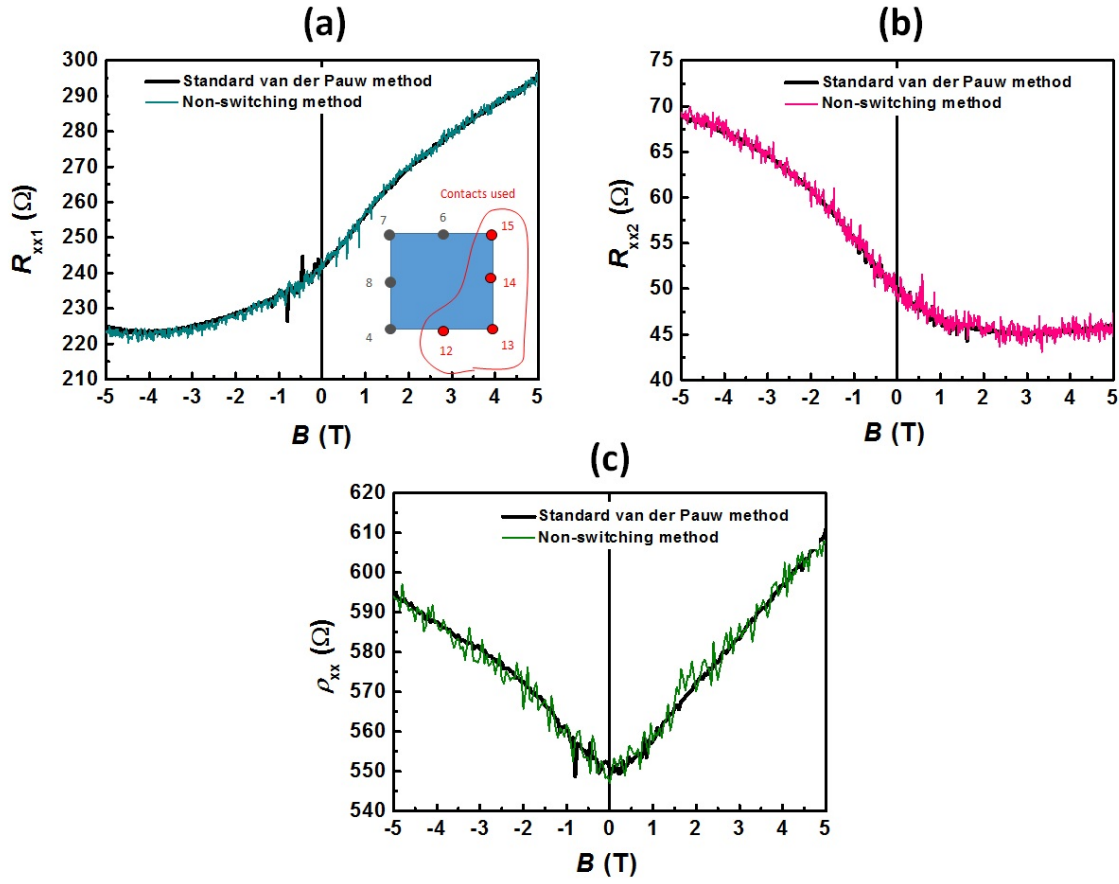 (a)
300
290
280
270
260
250
240
230
220
210
Rxx1 (Ω)
Standard van der Pauw method
Non-switching method
Contacts used
7
6
15
8
14
4
12
13
-5 -4 -3 -2 -1 0 1 2 3 4 5
B (T)
(b)
75
70
65
60
55
50
45
40
Rxx2 (Ω)
Standard van der Pauw method
Non-switching method
-5 -4 -3 -2 -1 0 1 2 3 4 5
B (T)
(c)
620
610
600
590
580
570
560
550
540
ρxx (Ω)
Standard van der Pauw method
Non-switching method
-5 -4 -3 -2 -1 0 1 2 3 4 5
B (T)